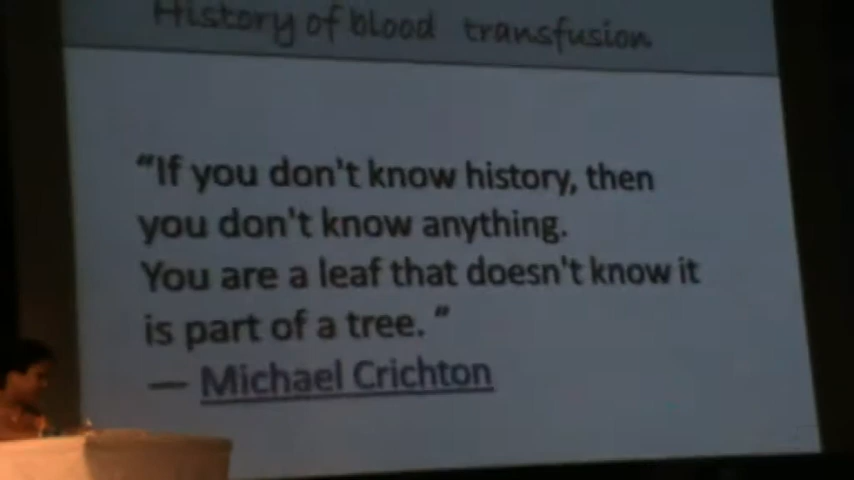 History of blood transfusion
“If you don't know history, then
you don't know anything.
You are a leaf that doesn't know it
is part of a tree. ”
— Michael Crichton